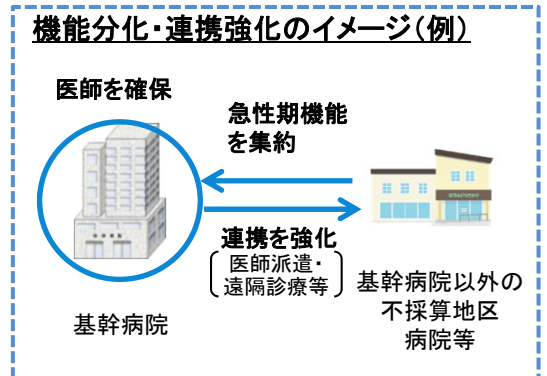 機能分化・連携強化のイメージ（例）
医師を確保
急性期機能
を集約
連携を強化
医師派遣・
遠隔診療等
基幹病院
基幹病院以外の
不採算地区
病院等